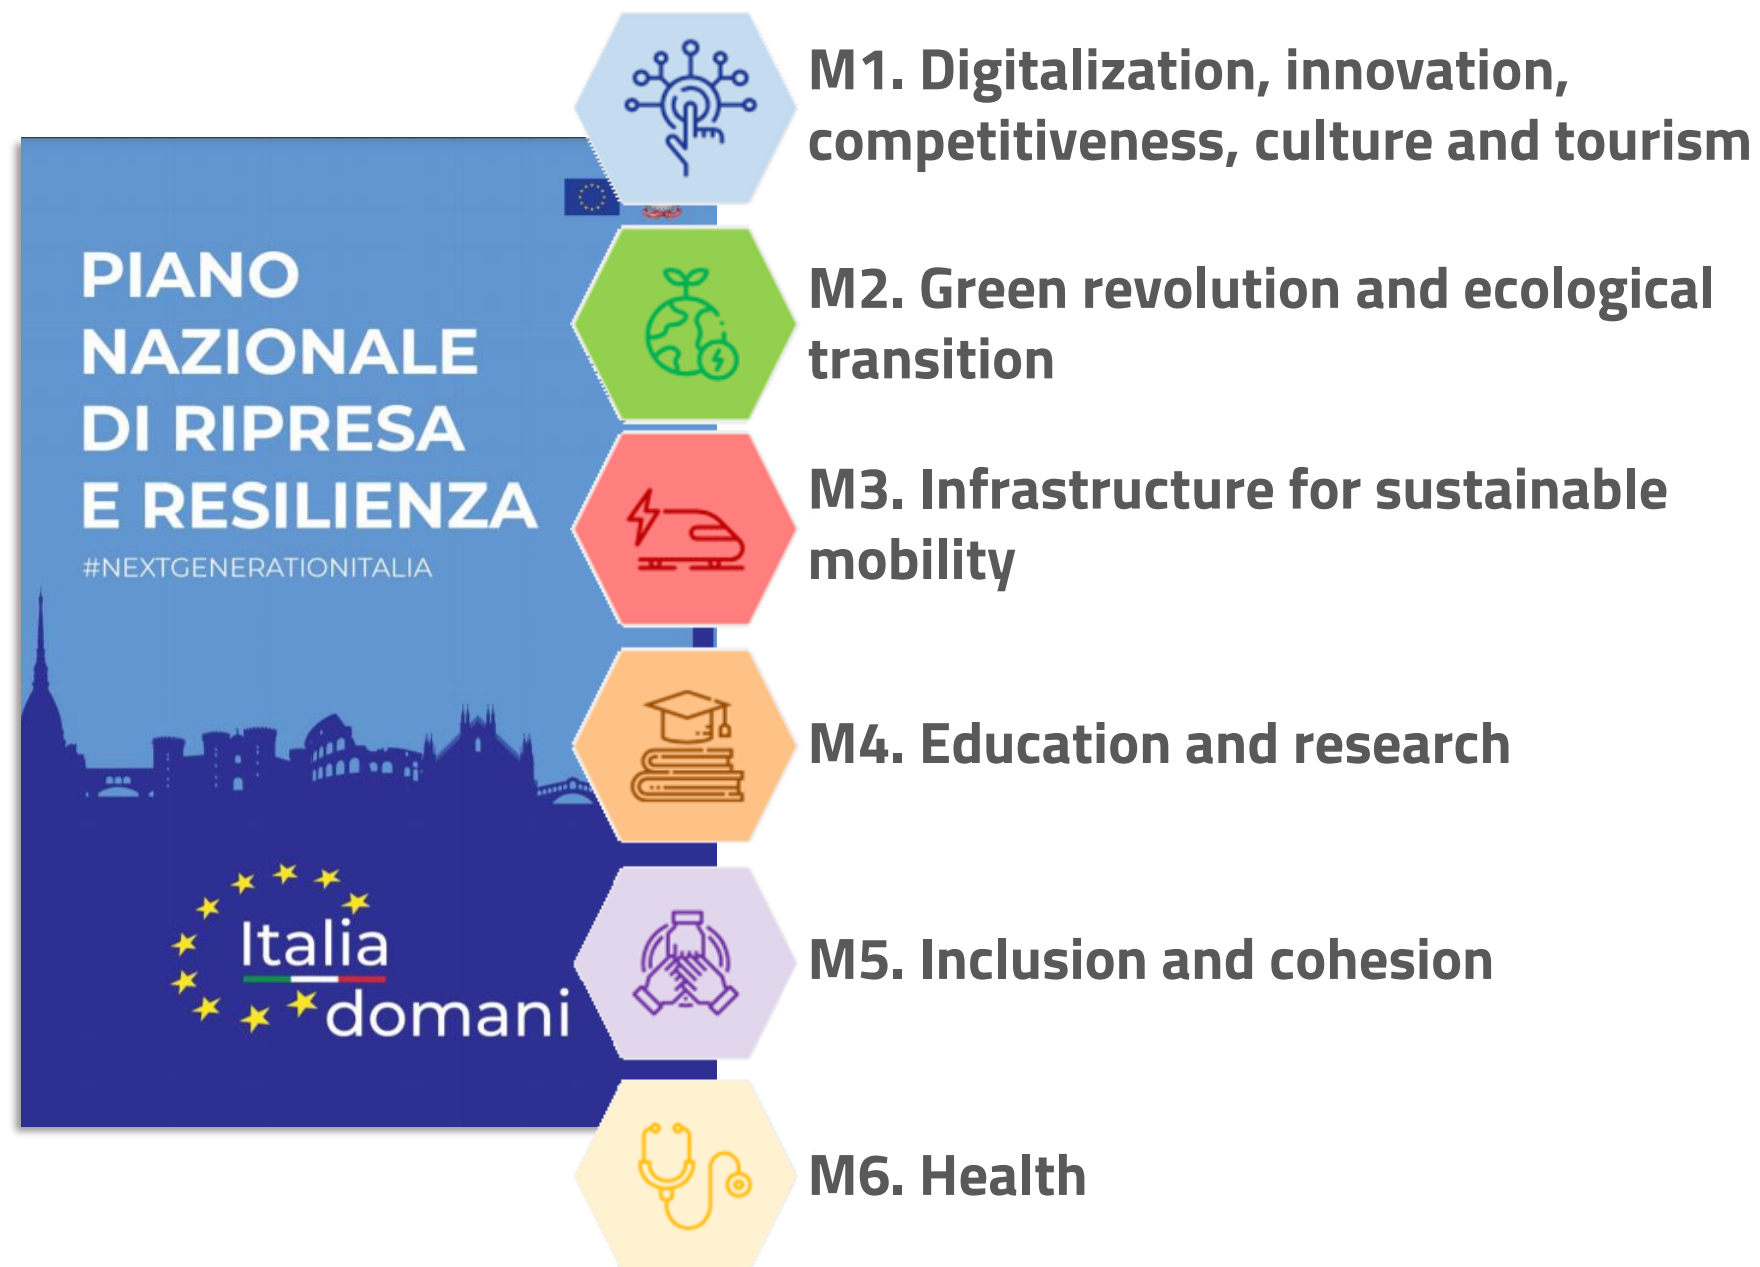 PIANO
NAZIONALE
DI RIPRESA
E RESILIENZA
#NEXTGENERATIONITALIA
Italia
domani
M1. Digitalization, innovation,
competitiveness, culture and tourism
M2. Green revolution and ecological
transition
M3. Infrastructure for sustainable
mobility
M4. Education and research
M5. Inclusion and cohesion
M6. Health